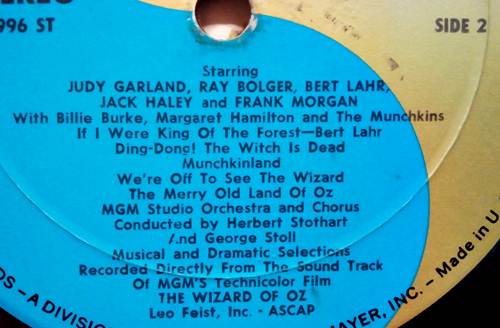 996 ST
SIDE 2
Starring
JUDY GARLAND, RAY BOLGER, BERT LAHR,
JACK HALEY and FRANK MORGAN
With Billie Burke, Margaret Hamilton and The Munchkins
If I Were King Of The Forest—Bert Lahr
Ding-Dong! The Witch Is Dead
Munchkinland
We're Off To See The Wizard
The Merry Old Land Of Oz
MGM Studio Orchestra and Chorus
Conducted by Herbert Stothart
And George Stoll
Musical and Dramatic Selections
Recorded Directly From The Sound Track
Of MGM'S Technicolor Film
THE WIZARD OF OZ
Leo Feist, Inc. - ASCAP
DS – A DIVISION
AYER, INC. – Made in U.